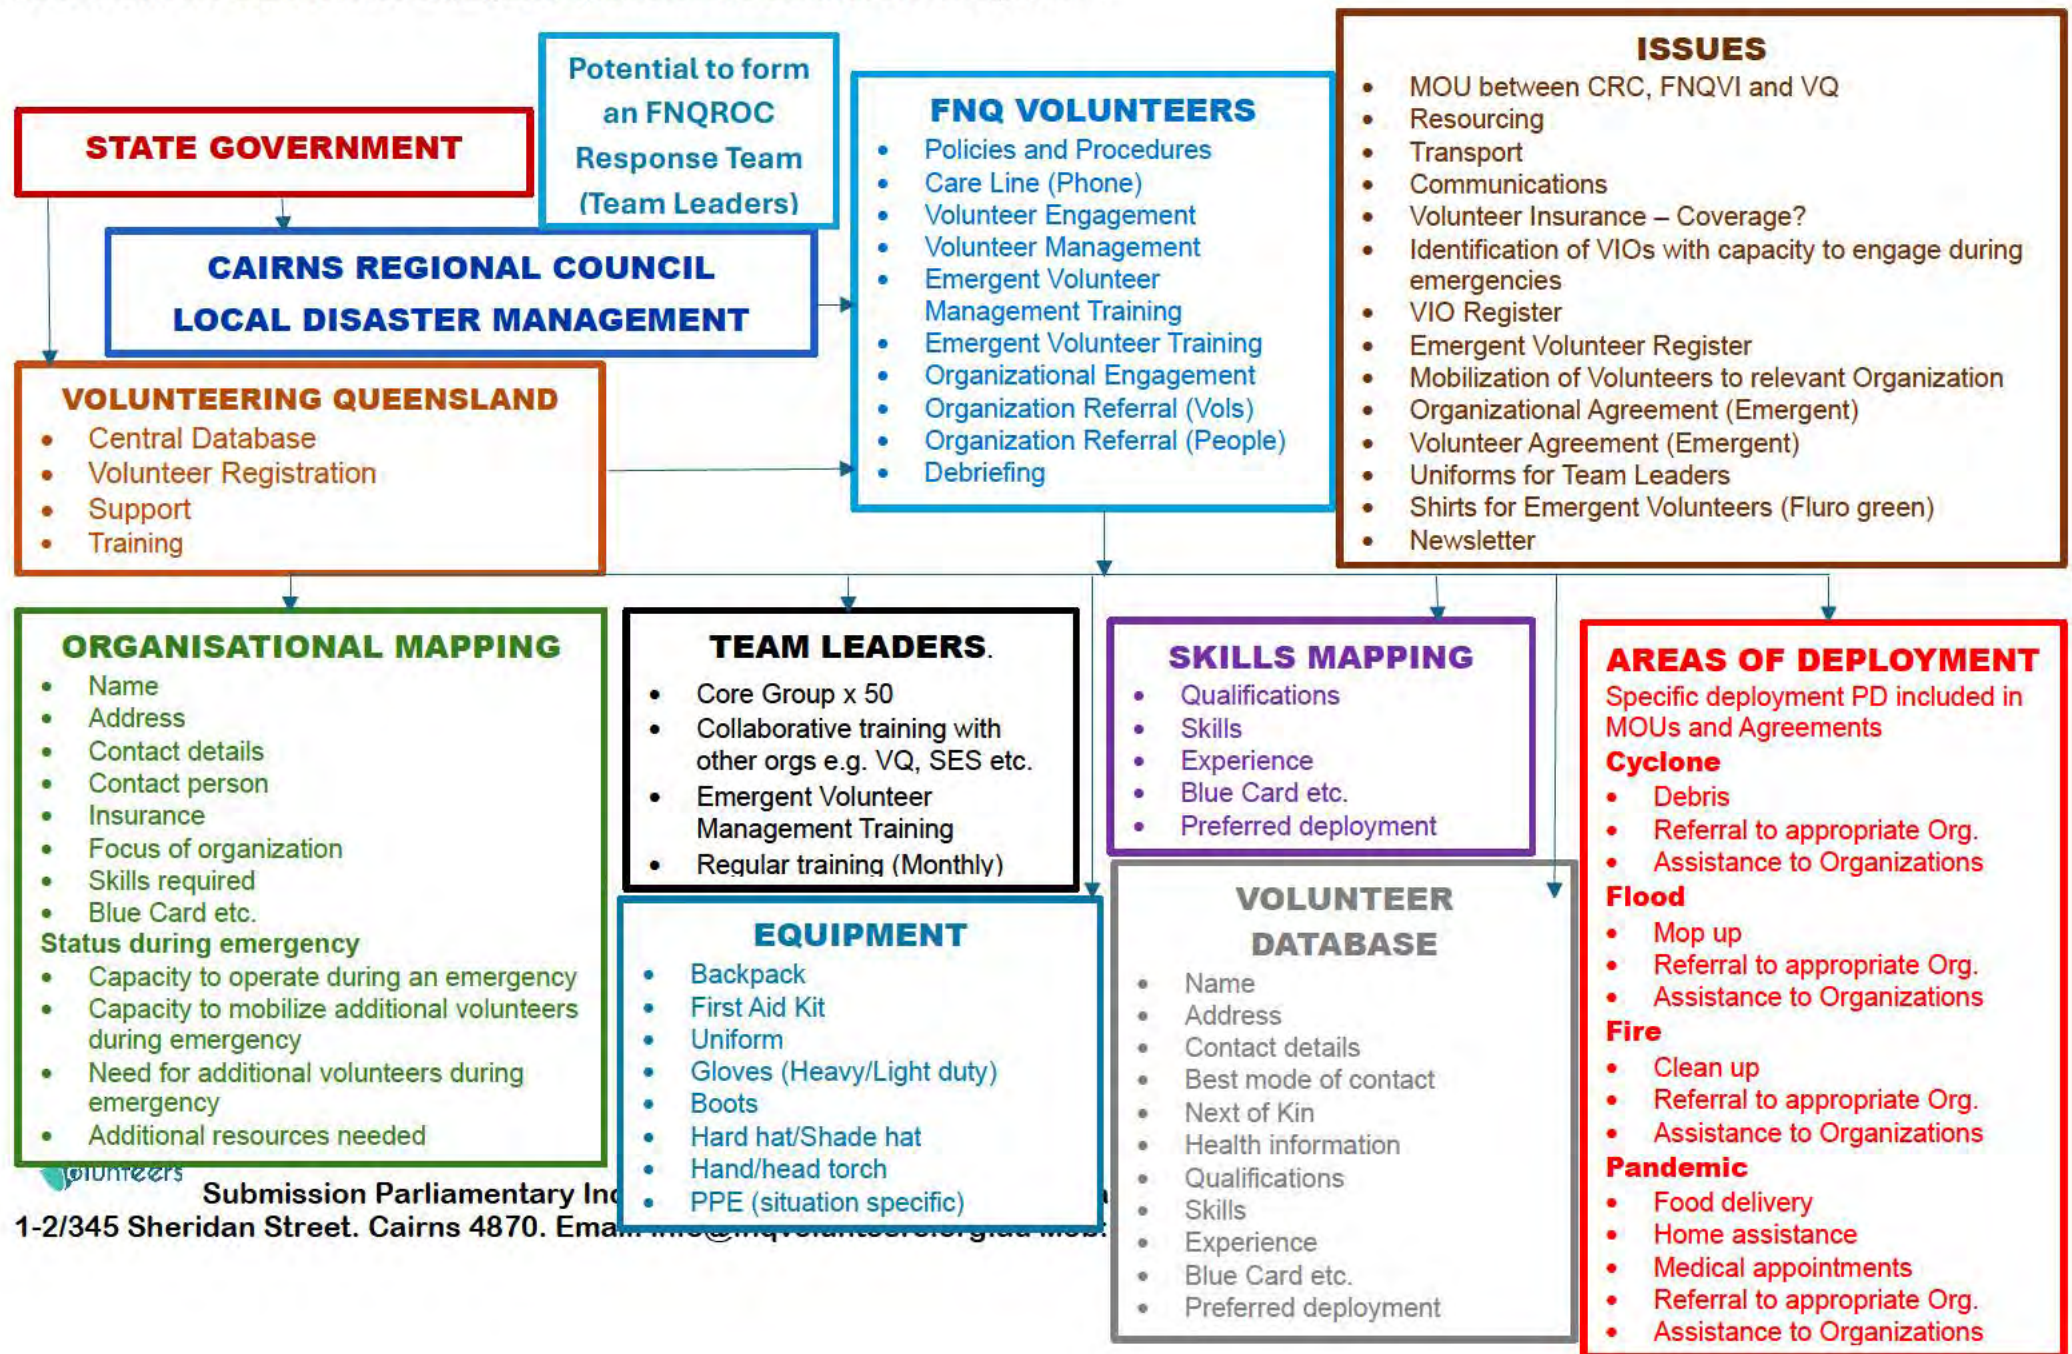 STATE GOVERNMENT
Potential to form
an FNQROC
Response Team
(Team Leaders)
CAIRNS REGIONAL COUNCIL
LOCAL DISASTER MANAGEMENT
VOLUNTEERING QUEENSLAND
• Central Database
• Volunteer Registration
• Support
• Training
FNQ VOLUNTEERS
• Policies and Procedures
• Care Line (Phone)
• Volunteer Engagement
• Volunteer Management
• Emergent Volunteer
Management Training
• Emergent Volunteer Training
• Organizational Engagement
• Organization Referral (Vols)
• Organization Referral (People)
• Debriefing
ISSUES
• MOU between CRC, FNQVI and VQ
• Resourcing
• Transport
• Communications
• Volunteer Insurance – Coverage?
• Identification of VIOs with capacity to engage during
emergencies
• VIO Register
• Emergent Volunteer Register
• Mobilization of Volunteers to relevant Organization
• Organizational Agreement (Emergent)
• Volunteer Agreement (Emergent)
• Uniforms for Team Leaders
• Shirts for Emergent Volunteers (Fluro green)
• Newsletter
ORGANISATIONAL MAPPING
• Name
• Address
• Contact details
• Contact person
• Insurance
• Focus of organization
• Skills required
• Blue Card etc.
Status during emergency
• Capacity to operate during an emergency
• Capacity to mobilize additional volunteers
during emergency
• Need for additional volunteers during
emergency
• Additional resources needed
TEAM LEADERS.
• Core Group x 50
• Collaborative training with
other orgs e.g. VQ, SES etc.
• Emergent Volunteer
Management Training
• Regular training (Monthly)
EQUIPMENT
• Backpack
• First Aid Kit
• Uniform
• Gloves (Heavy/Light duty)
• Boots
• Hard hat/Shade hat
• Hand/head torch
• PPE (situation specific)
SKILLS MAPPING
• Qualifications
• Skills
• Experience
• Blue Card etc.
• Preferred deployment
VOLUNTEER
DATABASE
• Name
• Address
• Contact details
• Best mode of contact
• Next of Kin
• Health information
• Qualifications
• Skills
• Experience
• Blue Card etc.
• Preferred deployment
AREAS OF DEPLOYMENT
Specific deployment PD included in
MOUs and Agreements
Cyclone
• Debris
• Referral to appropriate Org.
• Assistance to Organizations
Flood
• Mop up
• Referral to appropriate Org.
• Assistance to Organizations
Fire
• Clean up
• Referral to appropriate Org.
• Assistance to Organizations
Pandemic
• Food delivery
• Home assistance
• Medical appointments
• Referral to appropriate Org.
• Assistance to Organizations
volunteers
Submission Parliamentary
1-2/345 Sheridan Street. Cairns 4870.